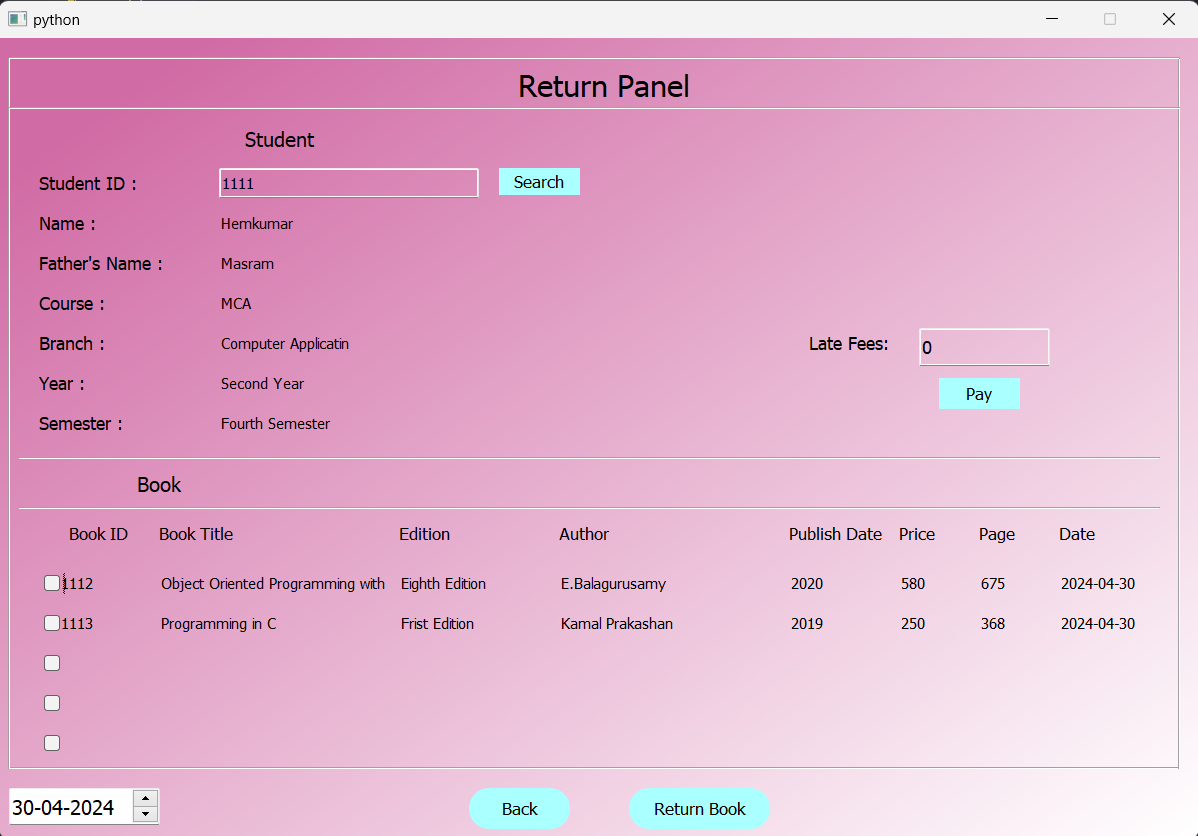 python
Return Panel
Student
Student ID : 1111 Search
Name : Hemkumar
Father's Name : Masram
Course : MCA
Branch : Computer Applicatin Late Fees: 0
Year : Second Year Pay
Semester : Fourth Semester
Book
Book ID Book Title Edition Author Publish Date Price Page Date
1112 Object Oriented Programming with Eighth Edition E.Balagurusamy 2020 580 675 2024-04-30
1113 Programming in C Frist Edition Kamal Prakashan 2019 250 368 2024-04-30
30-04-2024 Back Return Book